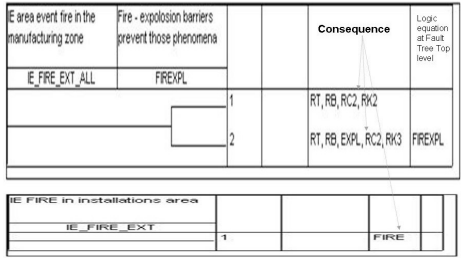 IE area event fire in the
manufacturing zone
Fire - expolosion barriers
prevent those phenomena
Consequence
Logic
equation
at Fault
Tree Top
level
IE_FIRE_EXT_ALL
FIREXPL
1
RT, RB, RC2, RK2
2
RT, RB, EXPL, RC2, RK3
FIREXPL
IE FIRE in installations area
IE_FIRE_EXT
1
FIRE